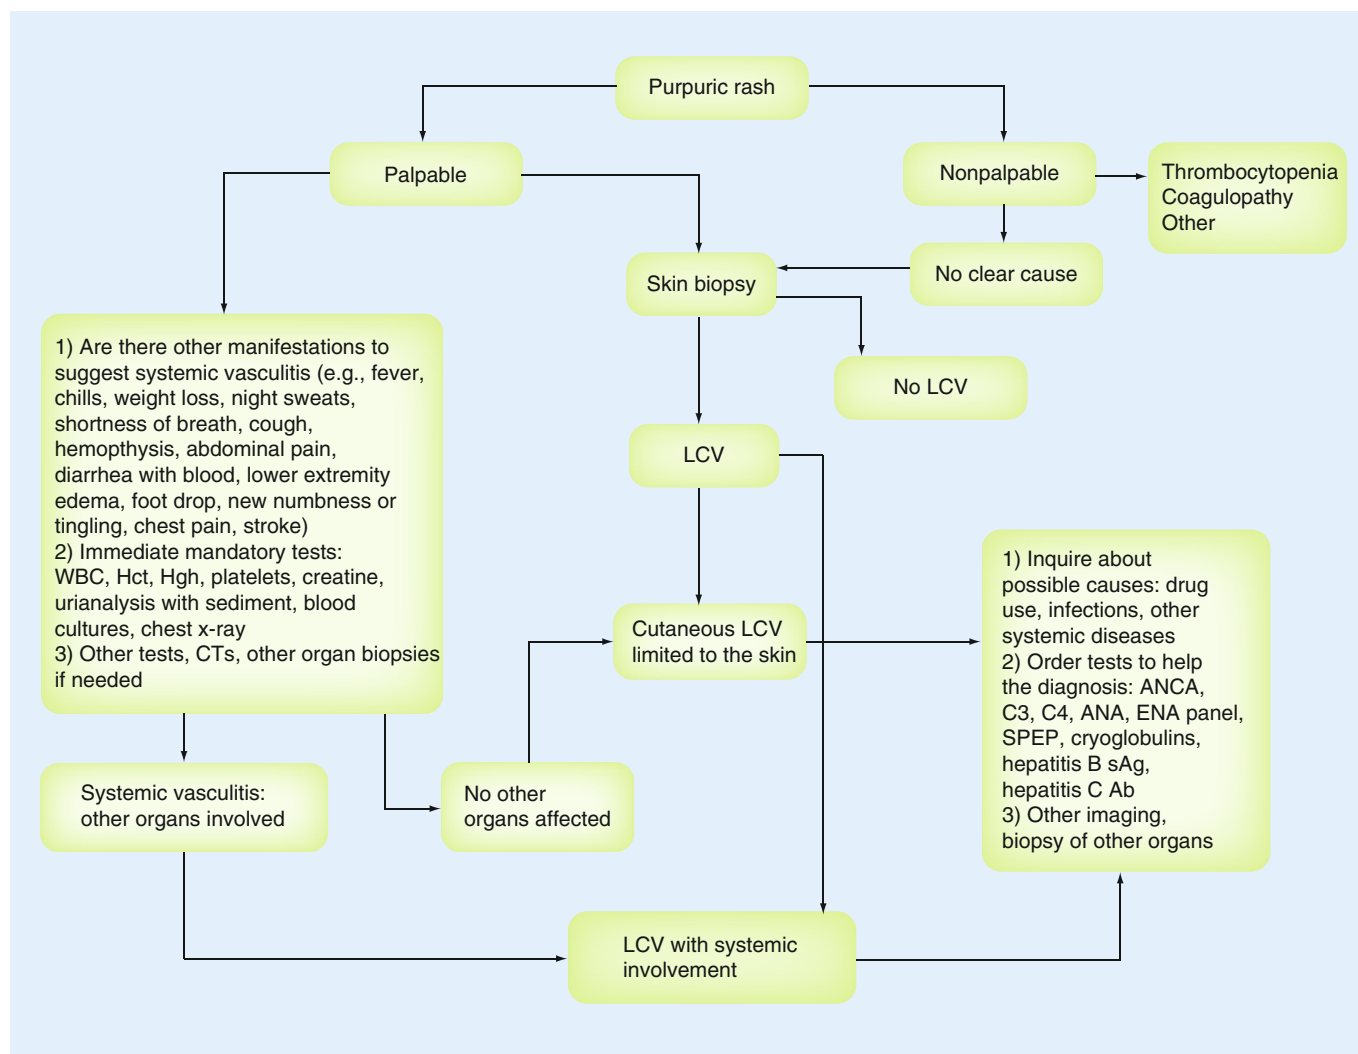 Purpuric rash
Palpable
Nonpalpable
Thrombocytopenia
Coagulopathy
Other
Skin biopsy
No clear cause
No LCV
1) Are there other manifestations to
suggest systemic vasculitis (e.g., fever,
chills, weight loss, night sweats,
shortness of breath, cough,
hemopthysis, abdominal pain,
diarrhea with blood, lower extremity
edema, foot drop, new numbness or
tingling, chest pain, stroke)
2) Immediate mandatory tests:
WBC, Hct, Hgh, platelets, creatine,
urianalysis with sediment, blood
cultures, chest x-ray
3) Other tests, CTs, other organ biopsies
if needed
LCV
Cutaneous LCV
limited to the skin
1) Inquire about
possible causes: drug
use, infections, other
systemic diseases
2) Order tests to help
the diagnosis: ANCA,
C3, C4, ANA, ENA panel,
SPEP, cryoglobulins,
hepatitis B sAg,
hepatitis C Ab
3) Other imaging,
biopsy of other organs
Systemic vasculitis:
other organs involved
No other
organs affected
LCV with systemic
involvement